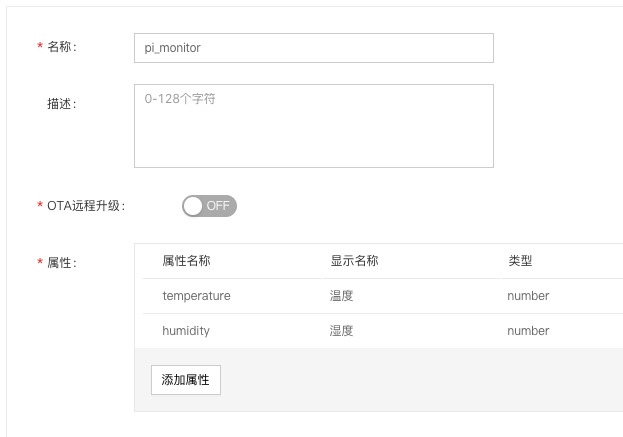 * 名称： pi_monitor
描述： 0-128个字符
* OTA远程升级： OFF
* 属性： 属性名称 显示名称 类型
temperature 温度 number
humidity 湿度 number
添加属性